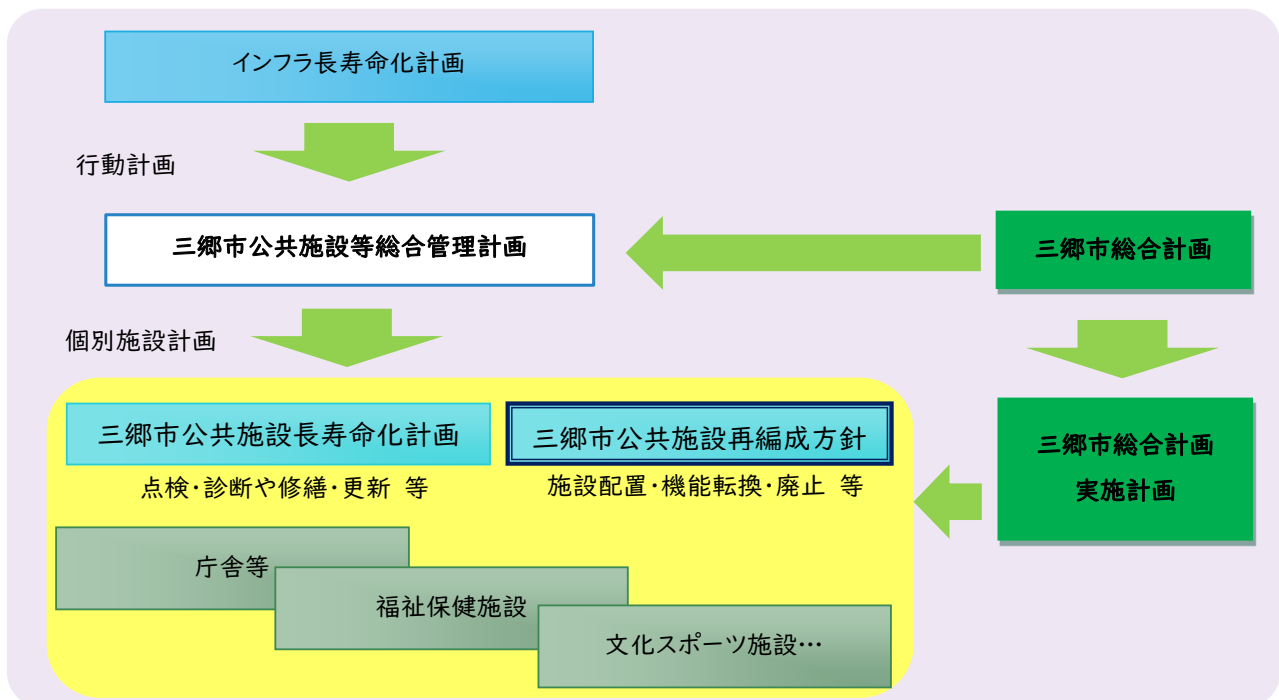 インフラ長寿命化計画
行動計画
三郷市公共施設等総合管理計画
三郷市総合計画
個別施設計画
三郷市公共施設長寿命化計画
三郷市公共施設再編成方針
点検・診断や修繕・更新 等
施設配置・機能転換・廃止 等
三郷市総合計画
実施計画
庁舎等
福祉保健施設
文化スポーツ施設…